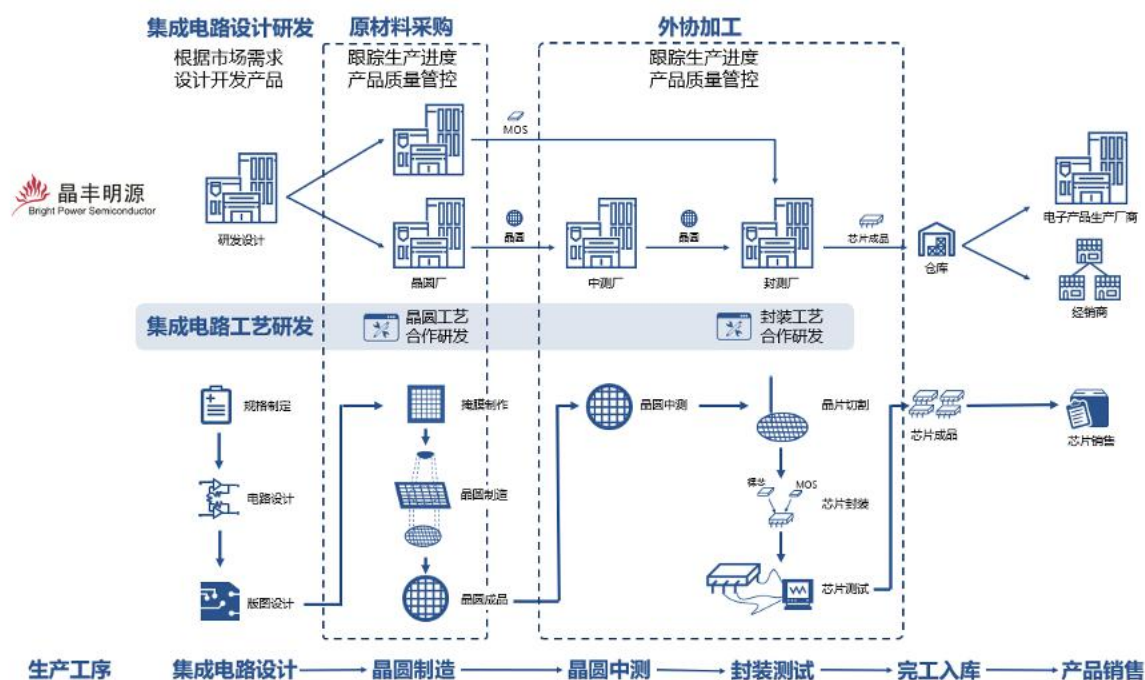 集成电路设计研发
原材料采购
外协加工
根据市场需求
设计开发产品
跟踪生产进度
产品质量管控
跟踪生产进度
产品质量管控
MOS
晶丰明源
Bright Power Semiconductor
研发设计
晶圆
晶圆
芯片成品
晶圆厂
中测厂
封测厂
仓库
电子产品生产厂商
经销商
集成电路工艺研发
晶圆工艺
合作研发
封装工艺
合作研发
规格制定
掩膜制作
晶圆中测
晶片切割
芯片成品
芯片销售
电路设计
晶圆制造
裸芯
MOS
芯片封装
版图设计
晶圆成品
芯片测试
生产工序
集成电路设计
晶圆制造
晶圆中测
封装测试
完工入库
产品销售